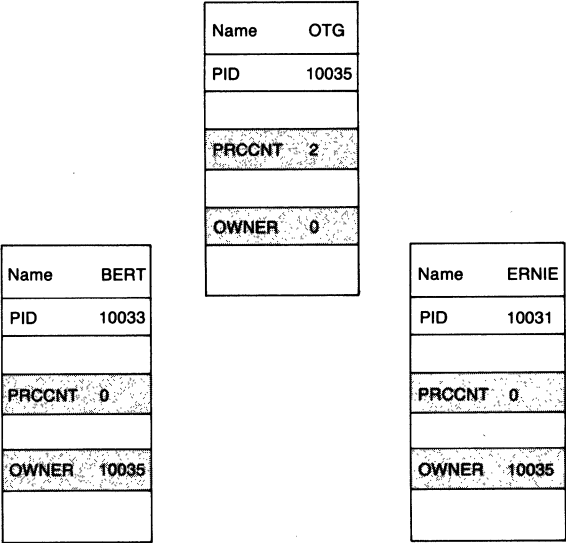 Name OTG
PID 10035
PRCCNT 2
OWNER 0
Name BERT
PID 10033
PRCCNT 0
OWNER 10035
Name ERNIE
PID 10031
PRCCNT 0
OWNER 10035